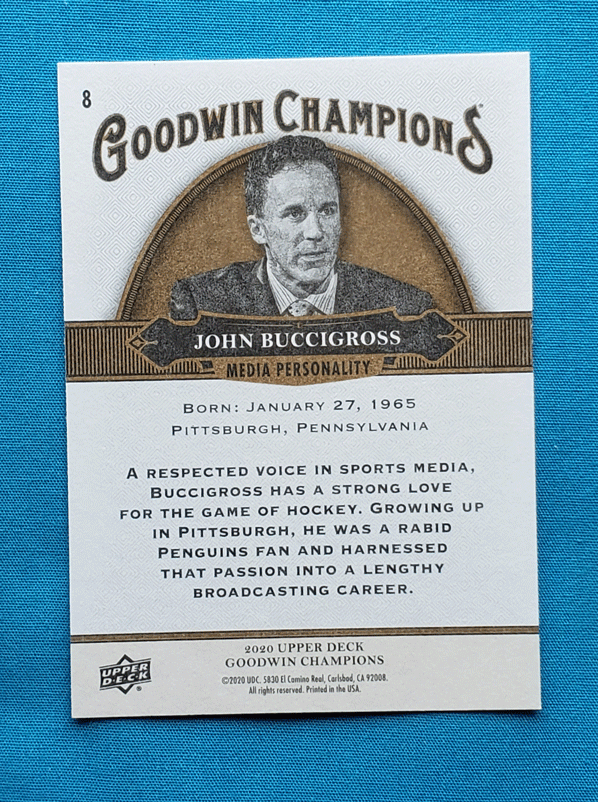 8
GOODWIN CHAMPIONS
JOHN BUCCIGROSS
MEDIA PERSONALITY
BORN: JANUARY 27, 1965
PITTSBURGH, PENNSYLVANIA
A RESPECTED VOICE IN SPORTS MEDIA,
BUCCIGROSS HAS A STRONG LOVE
FOR THE GAME OF HOCKEY. GROWING UP
IN PITTSBURGH, HE WAS A RABID
PENGUINS FAN AND HARNESSED
THAT PASSION INTO A LENGTHY
BROADCASTING CAREER.
2020 UPPER DECK
GOODWIN CHAMPIONS
UPPER
D·E·C·K®
©2020 UDC. 5830 El Camino Real, Carlsbad, CA 92008.
All rights reserved. Printed in the USA.